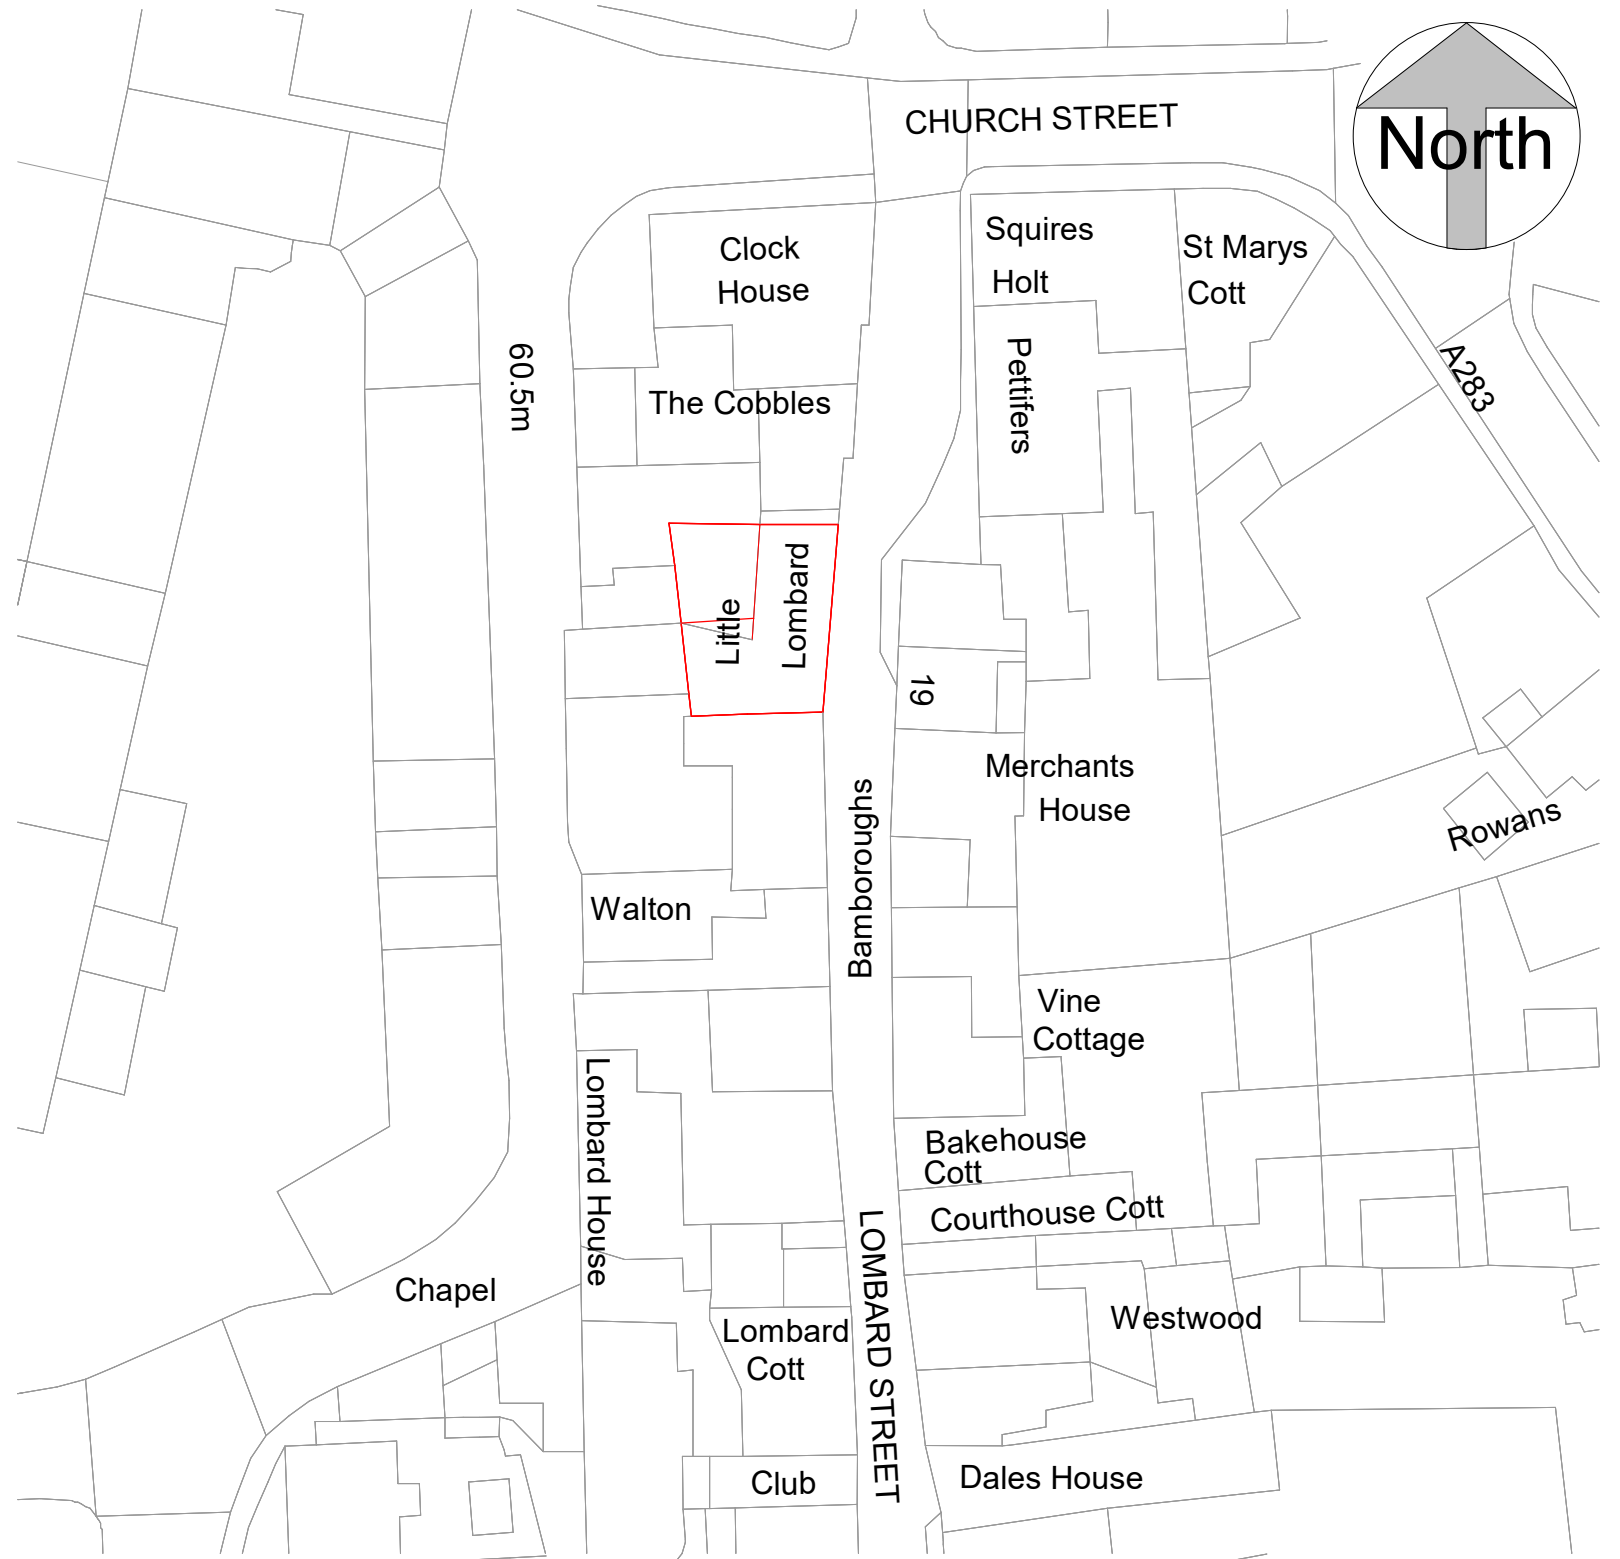 CHURCH STREET
North
Clock
House
Squires
Holt
St Marys
Cott
60.5m
Pettifers
A283
The Cobbles
Little
Lombard
19
Merchants
House
Rowans
Bamboroughs
Walton
Vine
Cottage
Lombard House
Bakehouse
Cott
Courthouse Cott
LOMBARD STREET
Chapel
Westwood
Lombard
Cott
Club
Dales House